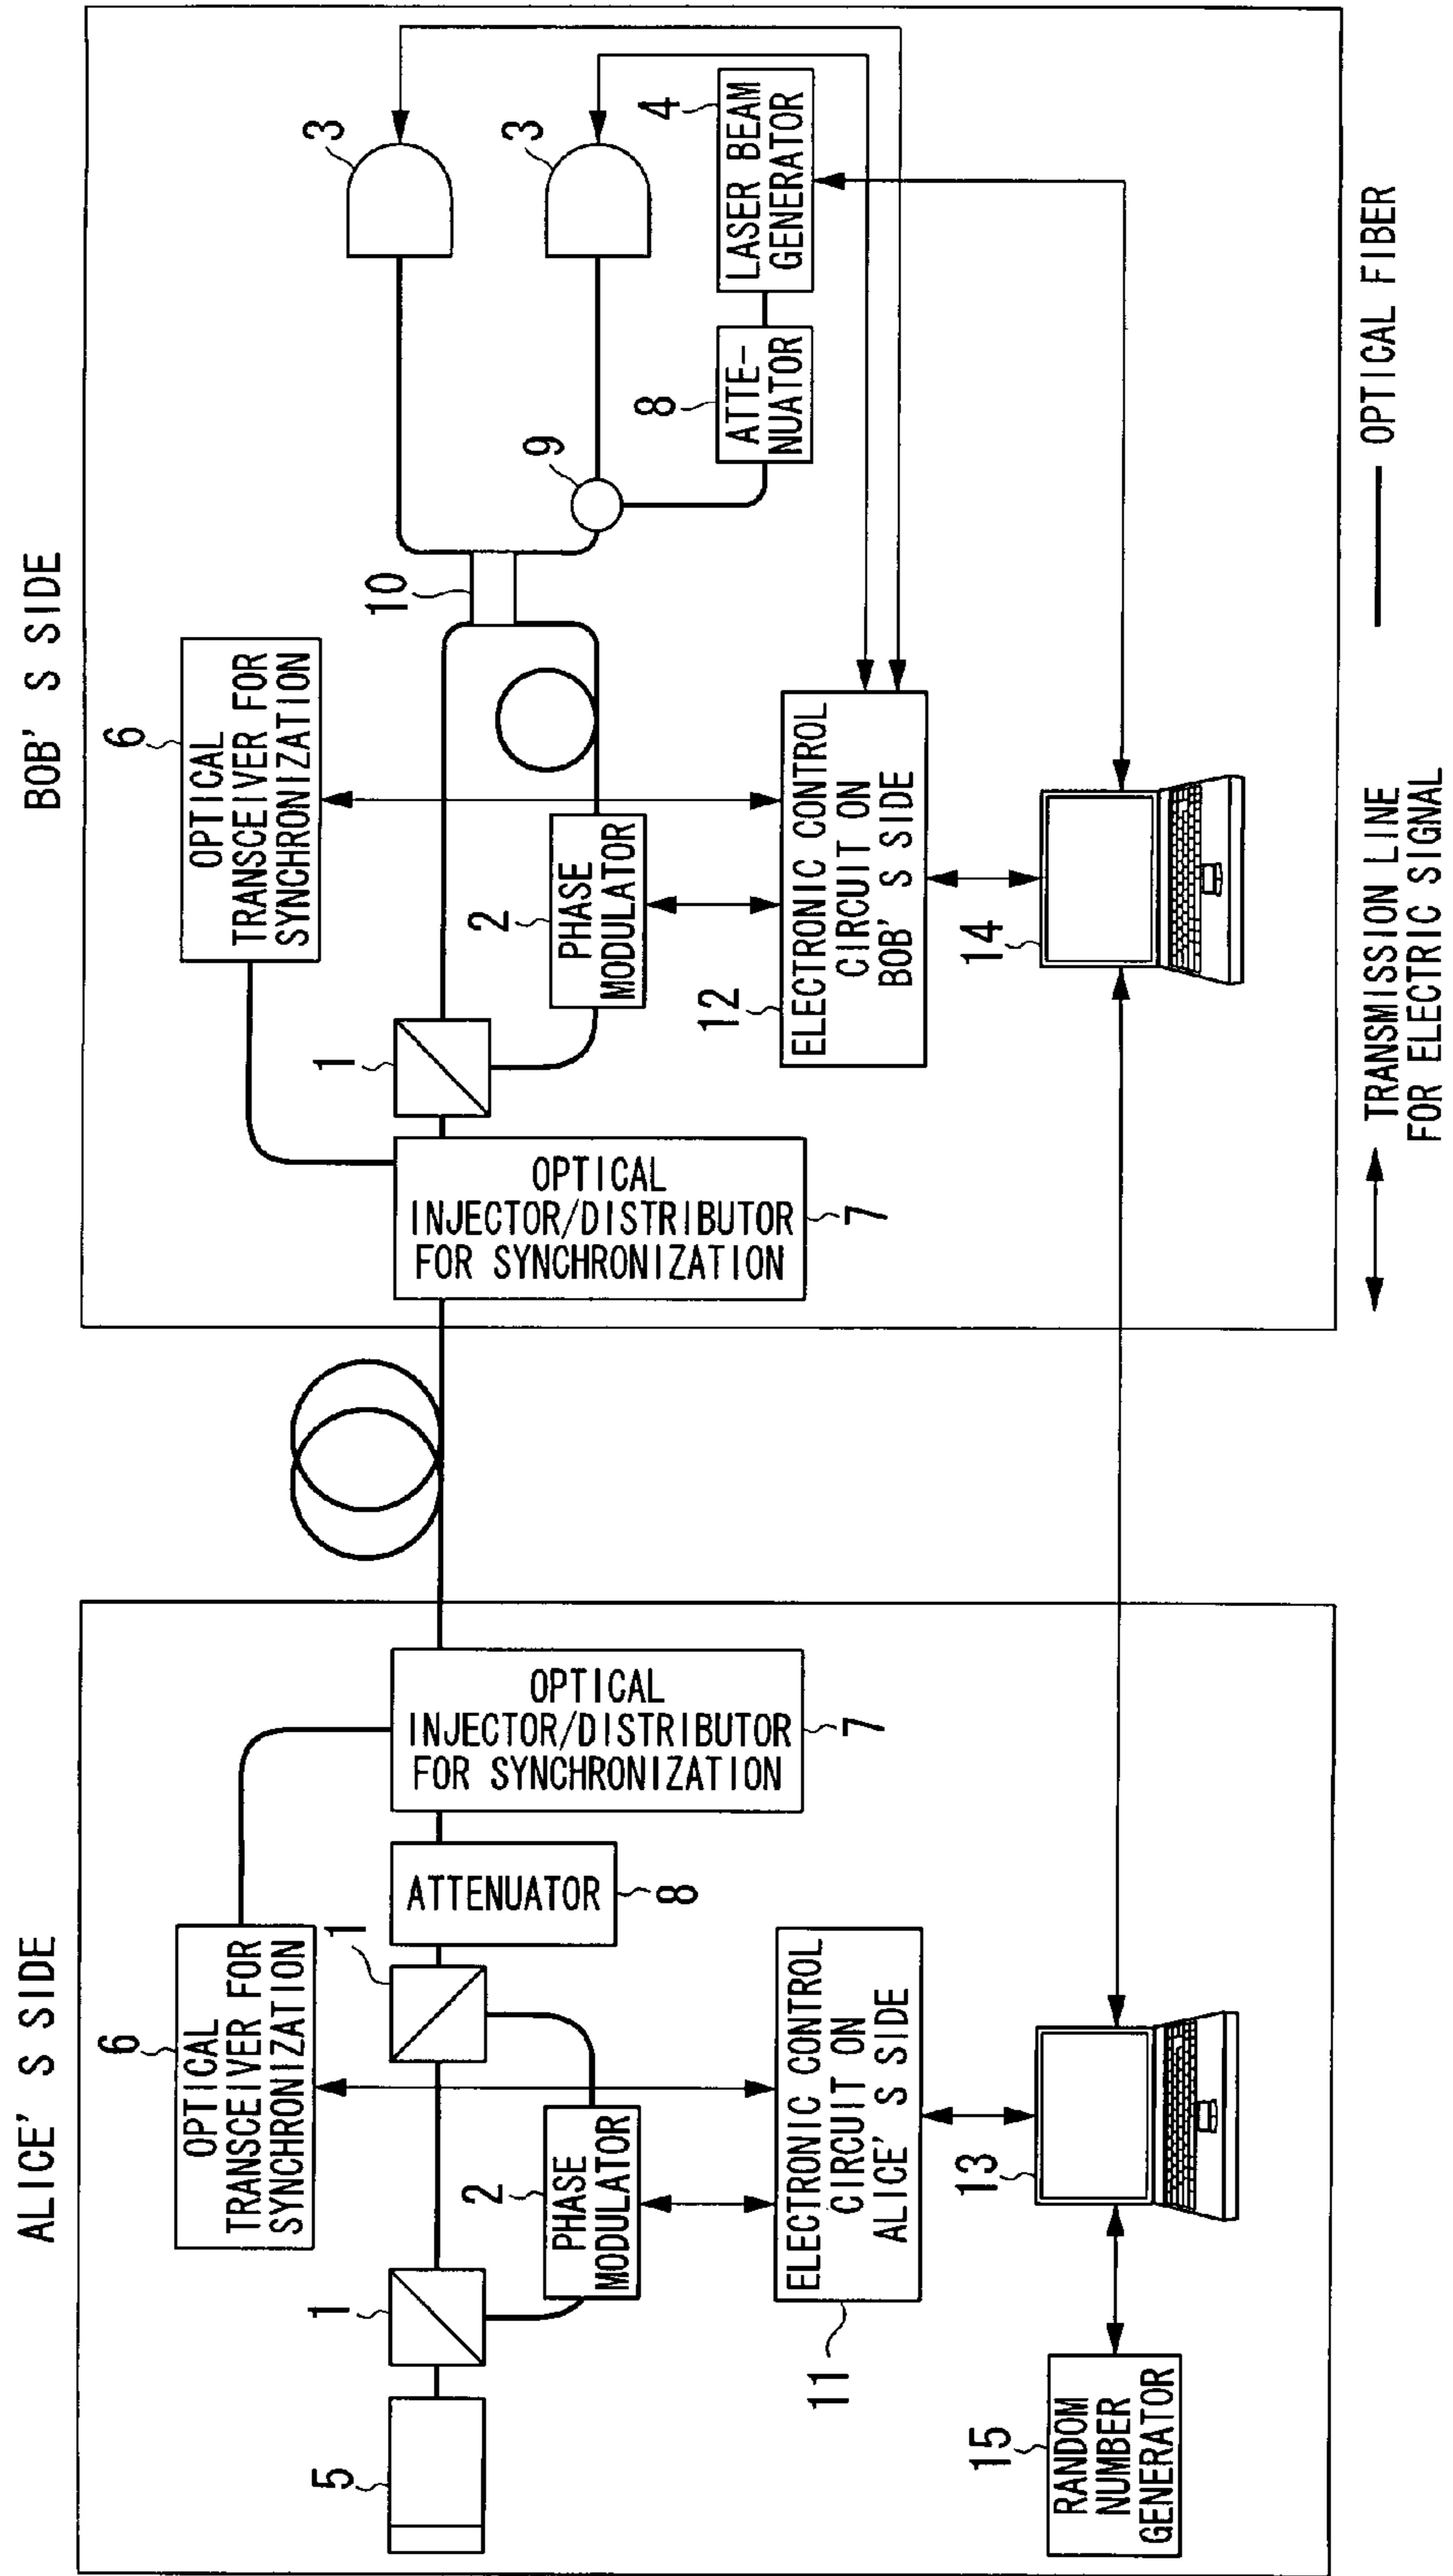 ALICE' S SIDE
6
OPTICAL
TRANSCEIVER FOR
SYNCHRONIZATION
5
1
1
2
PHASE
MODULATOR
ATTENUATOR
8
OPTICAL
INJECTOR/DISTRIBUTOR
FOR SYNCHRONIZATION
7
11
ELECTRONIC CONTROL
CIRCUIT ON
ALICE' S SIDE
15
RANDOM
NUMBER
GENERATOR
13
BOB' S SIDE
6
OPTICAL
TRANSCEIVER FOR
SYNCHRONIZATION
OPTICAL
INJECTOR/DISTRIBUTOR
FOR SYNCHRONIZATION
7
1
2
PHASE
MODULATOR
10
9
3
3
8
ATTE-
NUATOR
4
LASER BEAM
GENERATOR
12
ELECTRONIC CONTROL
CIRCUIT ON
BOB' S SIDE
14
TRANSMISSION LINE
FOR ELECTRIC SIGNAL
OPTICAL FIBER